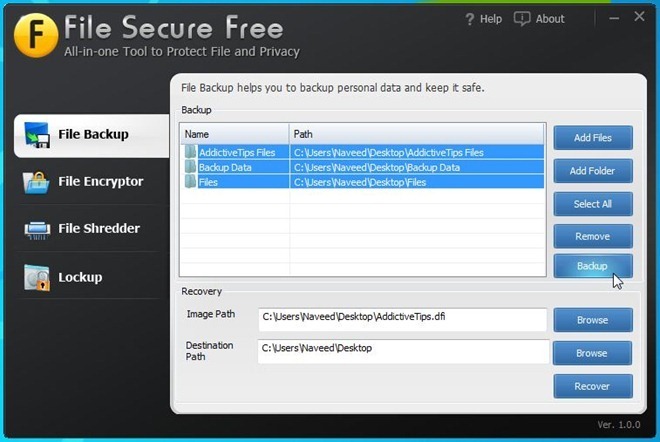 F File Secure Free
All-in-one Tool to Protect File and Privacy
? Help About
File Backup
File Encryptor
File Shredder
Lockup
File Backup helps you to backup personal data and keep it safe.
Backup
Name Path
AddictiveTips Files C:\Users\Naveed\Desktop\AddictiveTips Files
Backup Data C:\Users\Naveed\Desktop\Backup Data
Files C:\Users\Naveed\Desktop\Files
Add Files
Add Folder
Select All
Remove
Backup
Recovery
Image Path C:\Users\Naveed\Desktop\AddictiveTips.dfi Browse
Destination
Path
C:\Users\Naveed\Desktop Browse
Recover
Ver. 1.0.0